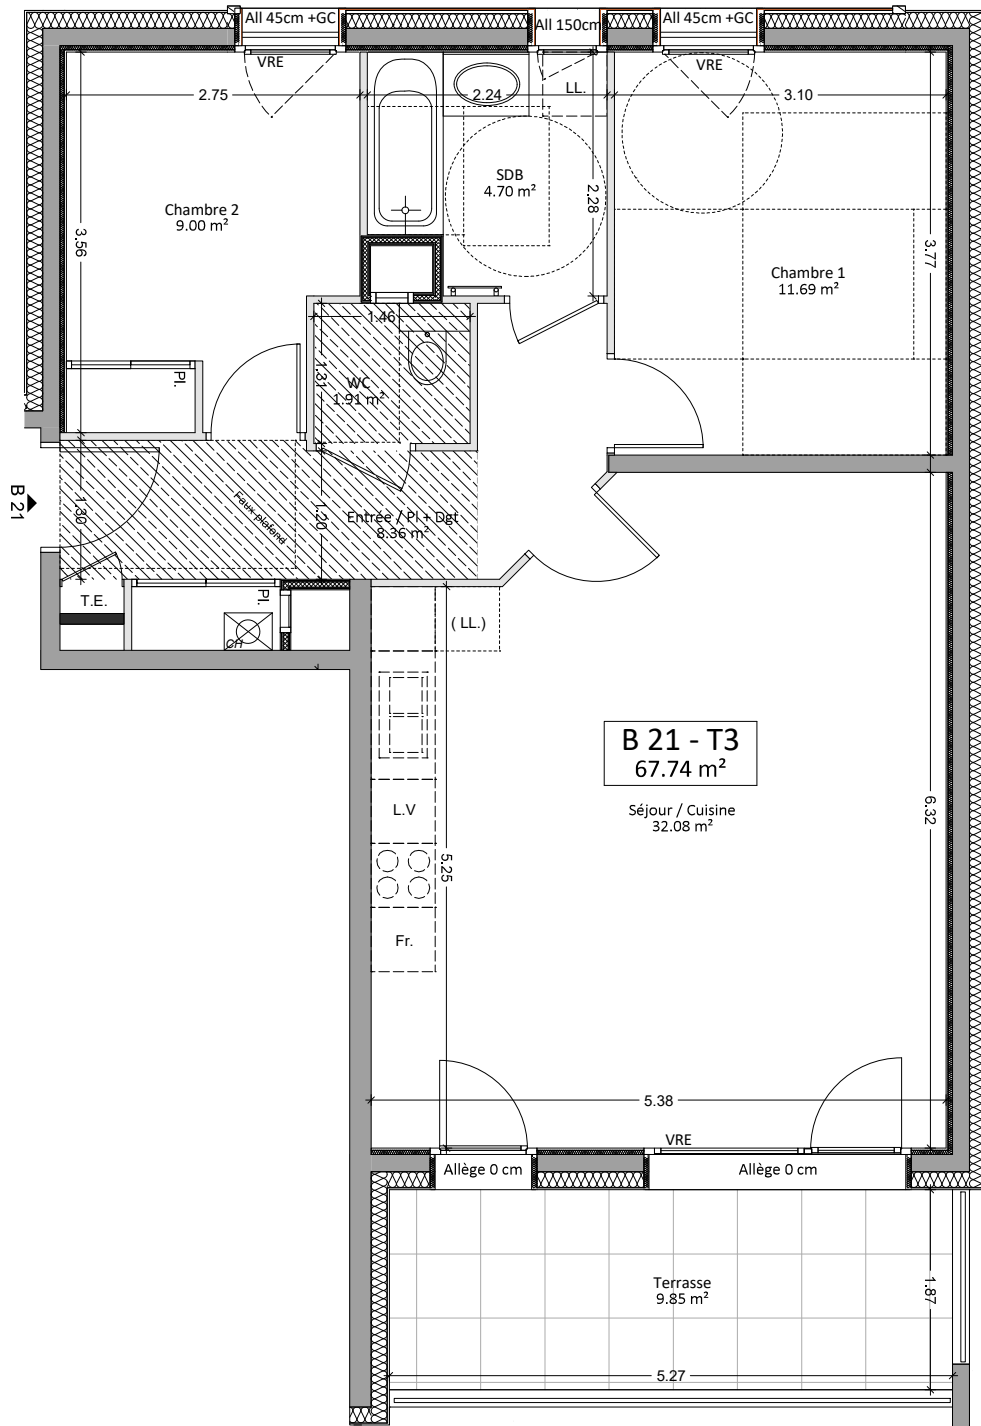 All 45cm +GC
All 150cm
All 45cm +GC
VRE
VRE
LL.
2.75
2.24
3.10
SDB
4.70 m²
2.28
Chambre 2
9.00 m²
3.56
3.77
Chambre 1
11.69 m²
1.46
1.31
WC
1.91 m²
Pl.
B 21
1.30
Faux plafond
1.20
Entrée / Pl + Dgt
8.36 m²
T.E.
Pl.
CH
( LL.)
B 21 - T3
67.74 m²
Séjour / Cuisine
32.08 m²
6.32
L.V
5.25
Fr.
5.38
VRE
Allège 0 cm
Allège 0 cm
Terrasse
9.85 m²
1.87
5.27